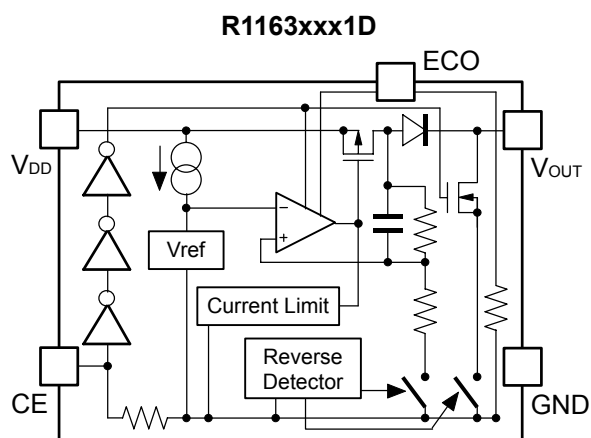 R1163xxx1D
ECO
VDD
VOUT
−
+
Vref
Current Limit
Reverse
Detector
CE
GND